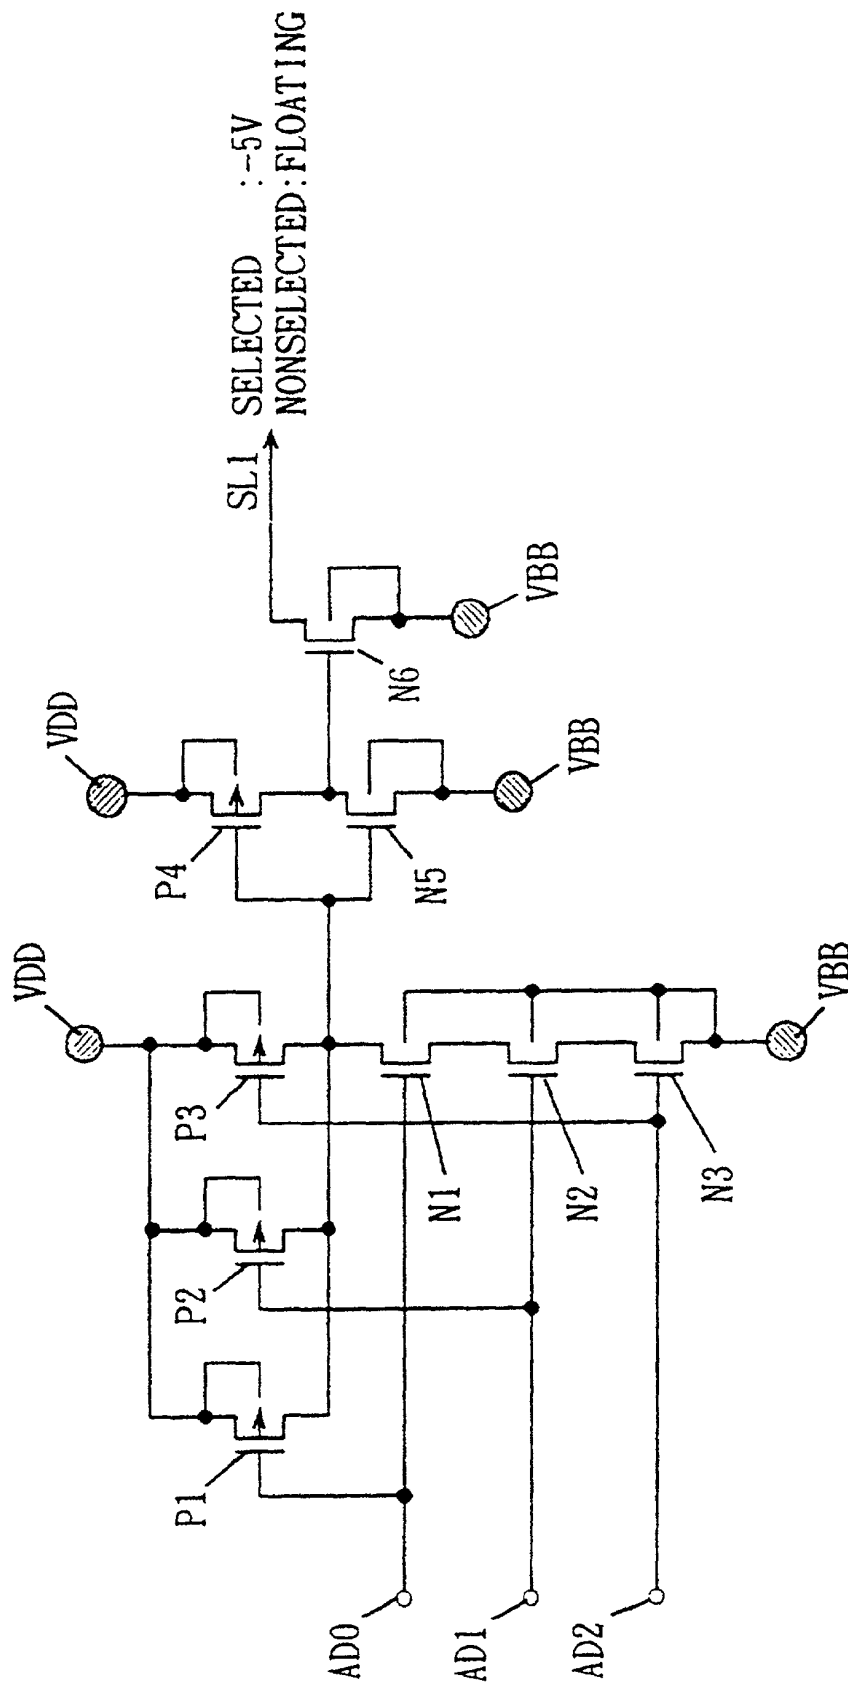 SL1
SELECTED :-5V
NONSELECTED:FLOATING
VDD
VDD
P1
P2
P3
P4
N6
VBB
N5
VBB
N1
N2
N3
VBB
AD0
AD1
AD2